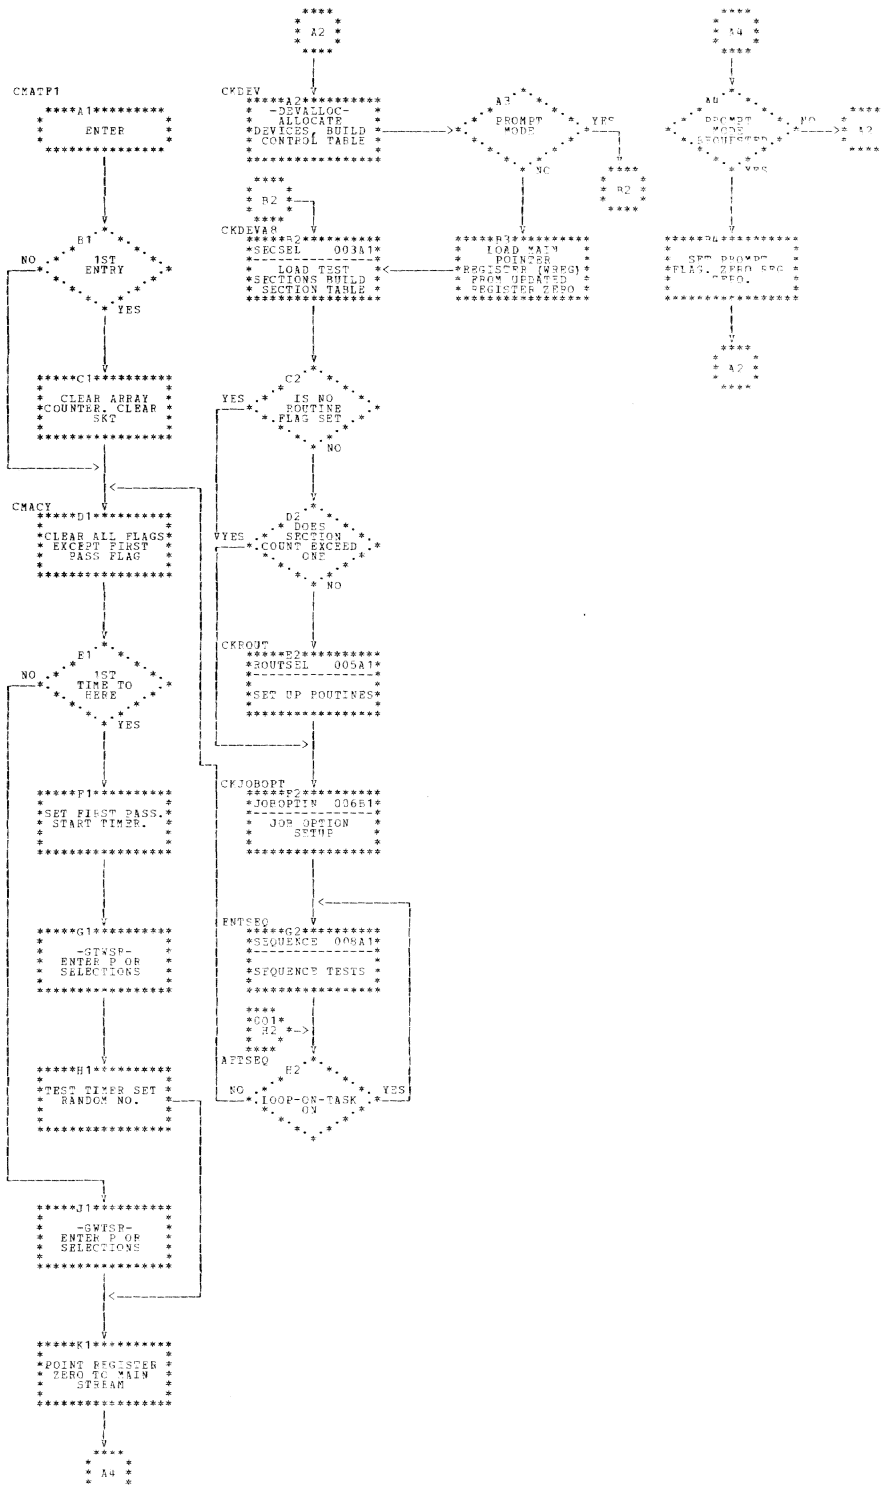 A2
A4
CKDEV
A1
ENTER
A2
-DEVALLOC-
ALLOCATE
DEVICES, BUILD
CONTROL TABLE
A3
PROMPT
MODE
YES
NO
B2
A4
PROMPT
MODE
REQUESTED
NO
A2
YES
B2
B1
1ST
ENTRY
NO
YES
CKDEVA8
B2
SECSEL 003A1
LOAD TEST
SECTIONS BUILD
SECTION TABLE
B3
LOAD MAIN
POINTER
REGISTER (WREG)
FROM UPDATED
REGISTER ZERO
B4
SET PROMPT
FLAG. ZERO REG
ZERO.
A2
C1
CLEAR ARRAY
COUNTER. CLEAR
SKT
C2
IS NO
ROUTINE
FLAG SET
YES
NO
CMACY
D1
CLEAR ALL FLAGS
EXCEPT FIRST
PASS FLAG
D2
DOES
SECTION
COUNT EXCEED
ONE
YES
NO
E1
1ST
TIME TO
HERE
NO
YES
CKROUT
E2
ROUTSEL 005A1
SET UP ROUTINES
F1
SET FIRST PASS.
START TIMER.
CKJOBOPT
F2
JOBOPTIN 006B1
JOB OPTION
SETUP
G1
ENTER P OR
SELECTIONS
ENTSEQ
G2
SEQUENCE 008A1
SEQUENCE TESTS
001
H2
AFTSEQ
H1
TEST TIMER SET
RANDOM NO.
H2
LOOP-ON-TASK
ON
NO
YES
J1
ENTER P OR
SELECTIONS
K1
POINT REGISTER
ZERO TO MAIN
STREAM
A4